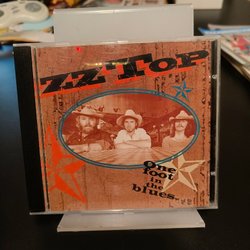 ZZ TOP
One
foot
in the
blues